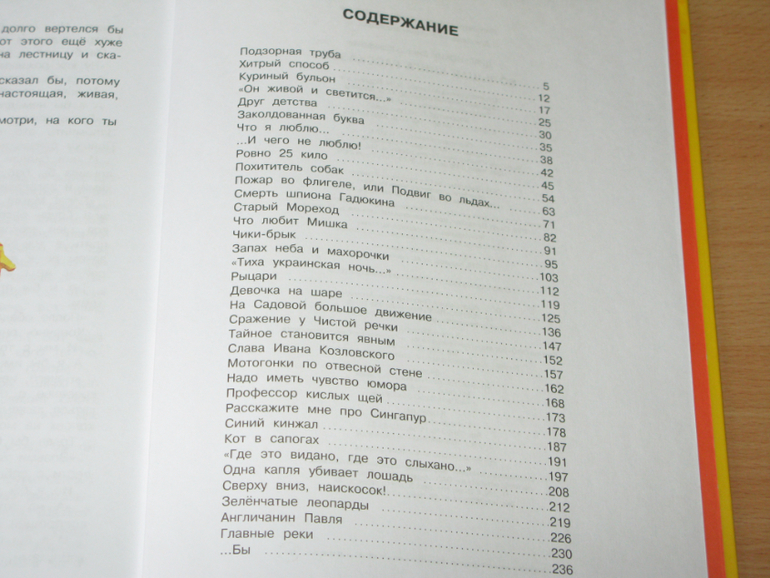 долго вертелся бы
от этого ещё хуже
на лестницу и ска-
сказал бы, потому
настоящая, живая,
мотри, на кого ты
СОДЕРЖАНИЕ
Подзорная труба 5
Хитрый способ 12
Куриный бульон 17
«Он живой и светится...» 25
Друг детства 30
Заколдованная буква 35
Что я люблю... 38
...И чего не люблю! 42
Ровно 25 кило 45
Похититель собак 54
Пожар во флигеле, или Подвиг во льдах... 63
Смерть шпиона Гадюкина 71
Старый Мореход 82
Что любит Мишка 91
Чики-брык 95
Запах неба и махорочки 103
«Тиха украинская ночь...» 112
Рыцари 119
Девочка на шаре 125
На Садовой большое движение 136
Сражение у Чистой речки 147
Тайное становится явным 152
Слава Ивана Козловского 157
Мотогонки по отвесной стене 162
Надо иметь чувство юмора 168
Профессор кислых щей 173
Расскажите мне про Сингапур 178
Синий кинжал 187
Кот в сапогах 191
«Где это видано, где это слыхано...» 197
Одна капля убивает лошадь 208
Сверху вниз, наискосок! 212
Зелёнчатые леопарды 219
Англичанин Павля 226
Главные реки 230
...Бы 236